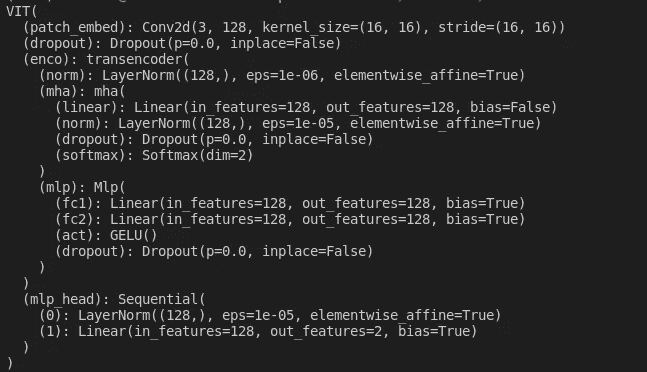 VIT(
  (patch_embed): Conv2d(3, 128, kernel_size=(16, 16), stride=(16, 16))
  (dropout): Dropout(p=0.0, inplace=False)
  (enco): transencoder(
    (norm): LayerNorm((128,), eps=1e-06, elementwise_affine=True)
    (mha): mha(
      (linear): Linear(in_features=128, out_features=128, bias=False)
      (norm): LayerNorm((128,), eps=1e-05, elementwise_affine=True)
      (dropout): Dropout(p=0.0, inplace=False)
      (softmax): Softmax(dim=2)
    )
    (mlp): Mlp(
      (fc1): Linear(in_features=128, out_features=128, bias=True)
      (fc2): Linear(in_features=128, out_features=128, bias=True)
      (act): GELU()
      (dropout): Dropout(p=0.0, inplace=False)
    )
  )
  (mlp_head): Sequential(
    (0): LayerNorm((128,), eps=1e-05, elementwise_affine=True)
    (1): Linear(in_features=128, out_features=2, bias=True)
  )
)